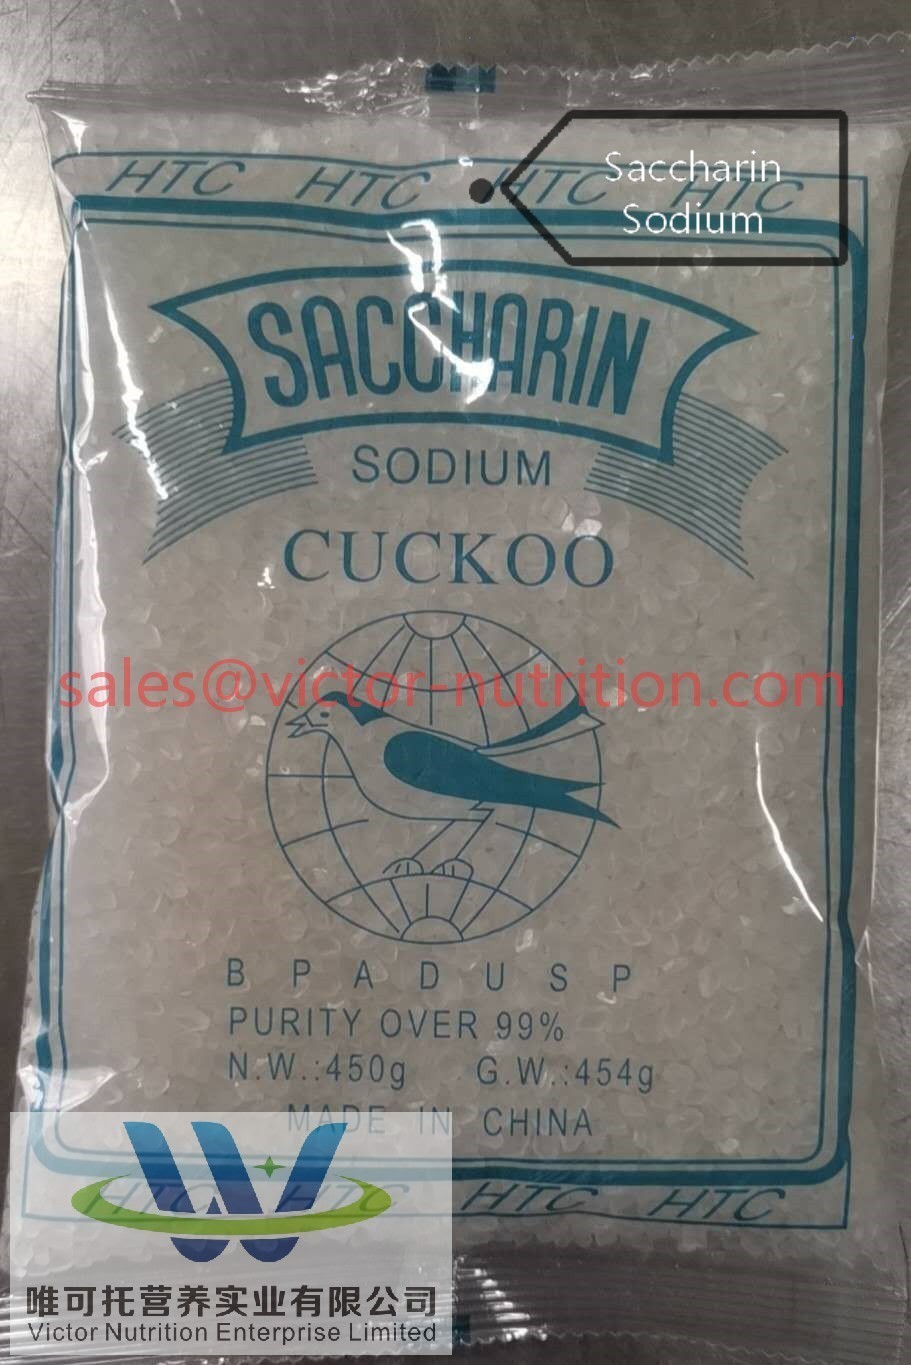 HTC HTC HTC HTC
Saccharin
Sodium
SACCHARIN
SODIUM
CUCKOO
sales@victor-nutrition.com
B P A D U S P
PURITY OVER 99%
N.W.:450g G.W.:454g
MADE IN CHINA
HTC HTC HTC HTC
唯可托营养实业有限公司
Victor Nutrition Enterprise Limited